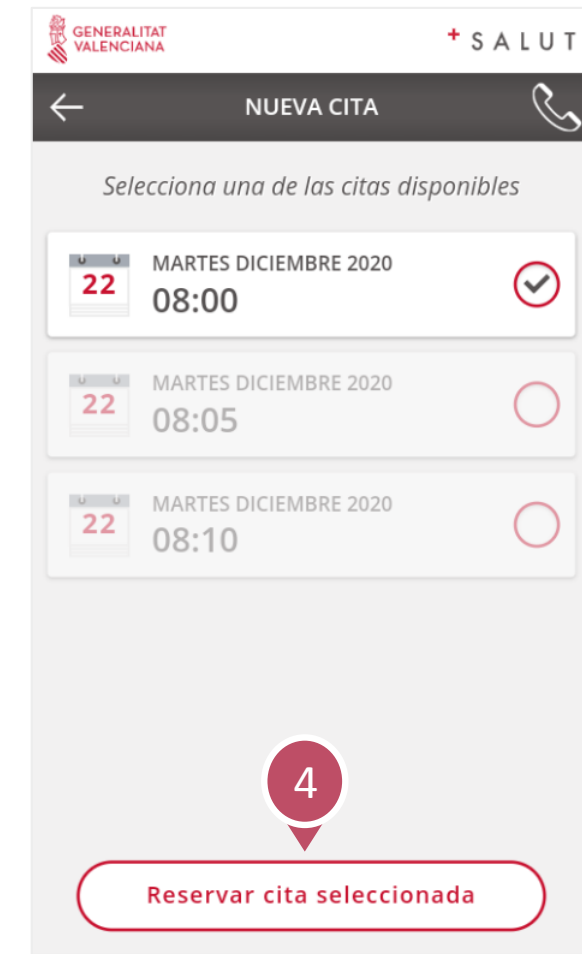 GENERALITAT
VALENCIANA
+SALUT
NUEVA CITA
Selecciona una de las citas disponibles
22
MARTES DICIEMBRE 2020
08:00
22
MARTES DICIEMBRE 2020
08:05
22
MARTES DICIEMBRE 2020
08:10
4
Reservar cita seleccionada